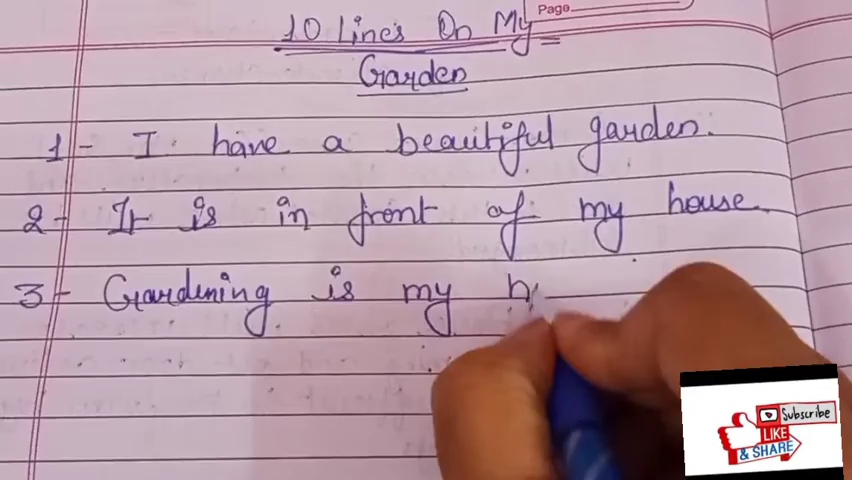 Page
10 Lines On My
Garden
1- I have a beautiful garden.
2- It is in front of my house.
3- Gardening is my h
Subscribe
LIKE
& SHARE